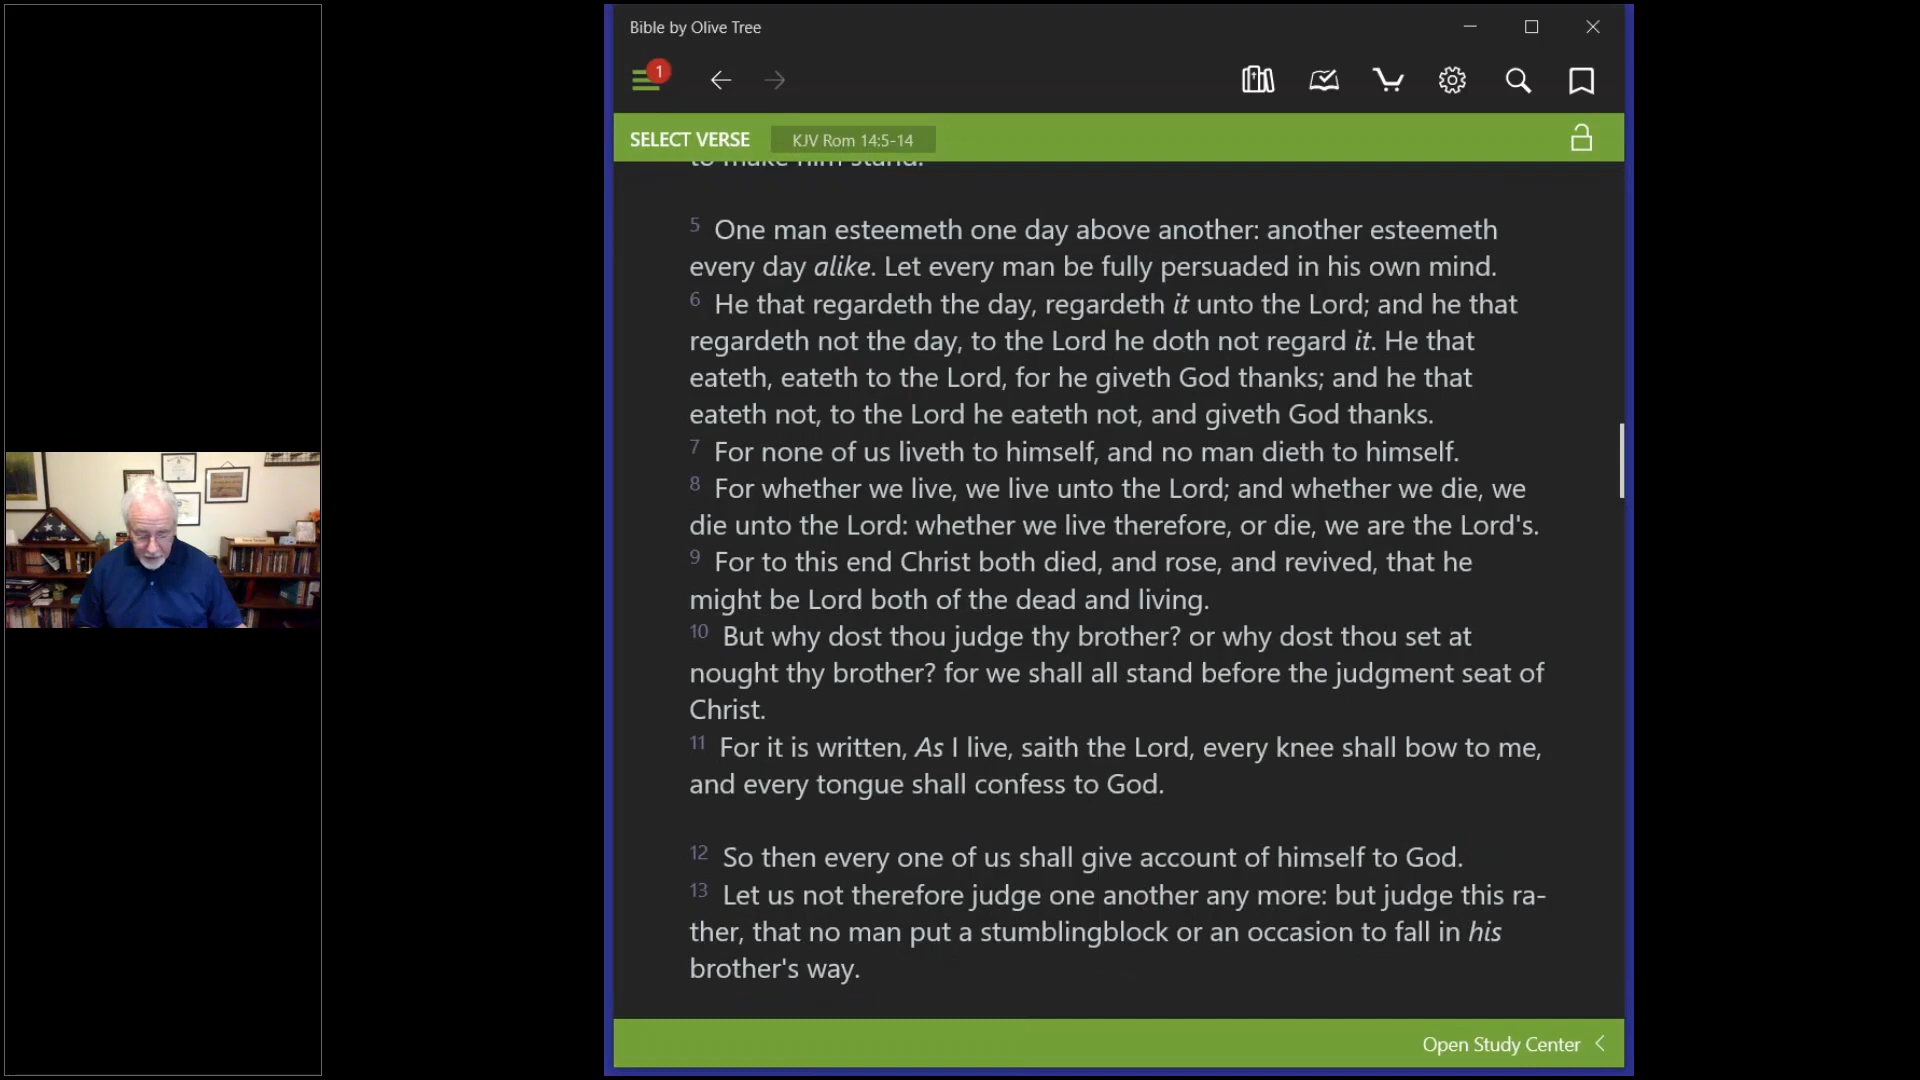 Bible by Olive Tree
1
SELECT VERSE KJV Rom 14:5-14
to make him stand.
5 One man esteemeth one day above another: another esteemeth
every day alike. Let every man be fully persuaded in his own mind.
6 He that regardeth the day, regardeth it unto the Lord; and he that
regardeth not the day, to the Lord he doth not regard it. He that
eateth, eateth to the Lord, for he giveth God thanks; and he that
eateth not, to the Lord he eateth not, and giveth God thanks.
7 For none of us liveth to himself, and no man dieth to himself.
8 For whether we live, we live unto the Lord; and whether we die, we
die unto the Lord: whether we live therefore, or die, we are the Lord's.
9 For to this end Christ both died, and rose, and revived, that he
might be Lord both of the dead and living.
10 But why dost thou judge thy brother? or why dost thou set at
nought thy brother? for we shall all stand before the judgment seat of
Christ.
11 For it is written, As I live, saith the Lord, every knee shall bow to me,
and every tongue shall confess to God.
12 So then every one of us shall give account of himself to God.
13 Let us not therefore judge one another any more: but judge this ra-
ther, that no man put a stumblingblock or an occasion to fall in his
brother's way.
Open Study Center